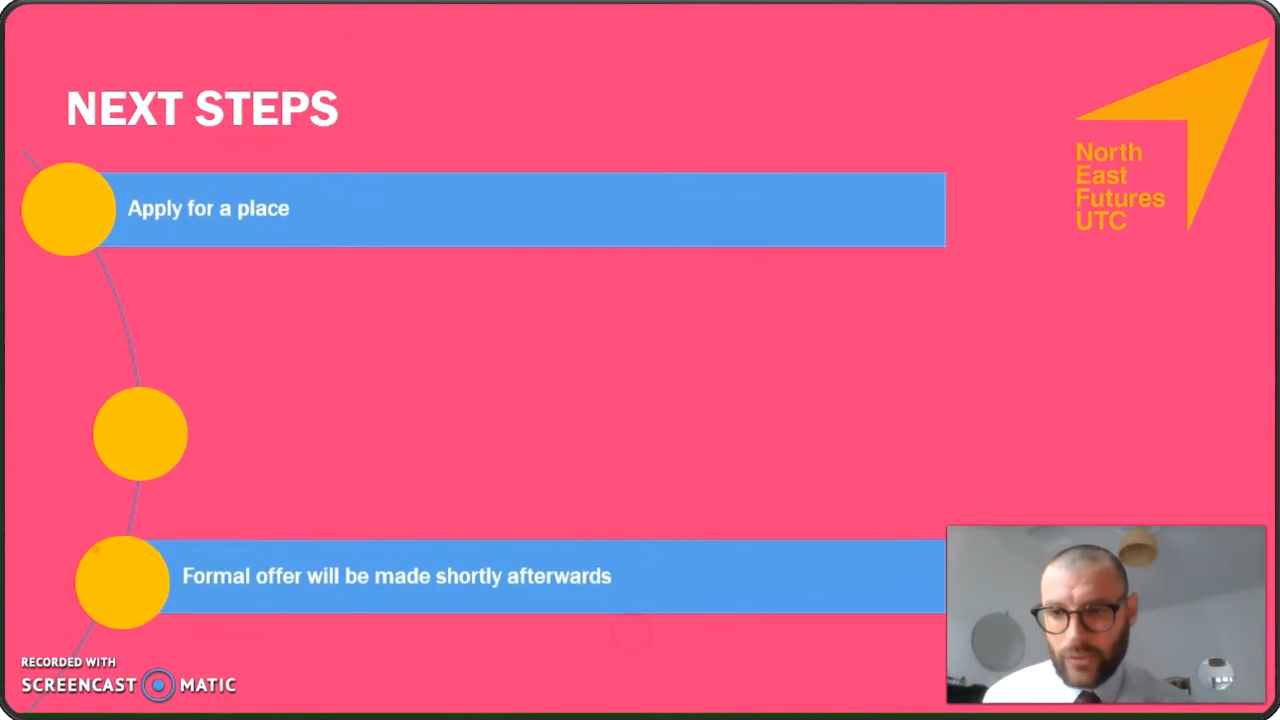 NEXT STEPS
North
East
Futures
UTC
Apply for a place
Formal offer will be made shortly afterwards
RECORDED WITH
SCREENCAST MATIC